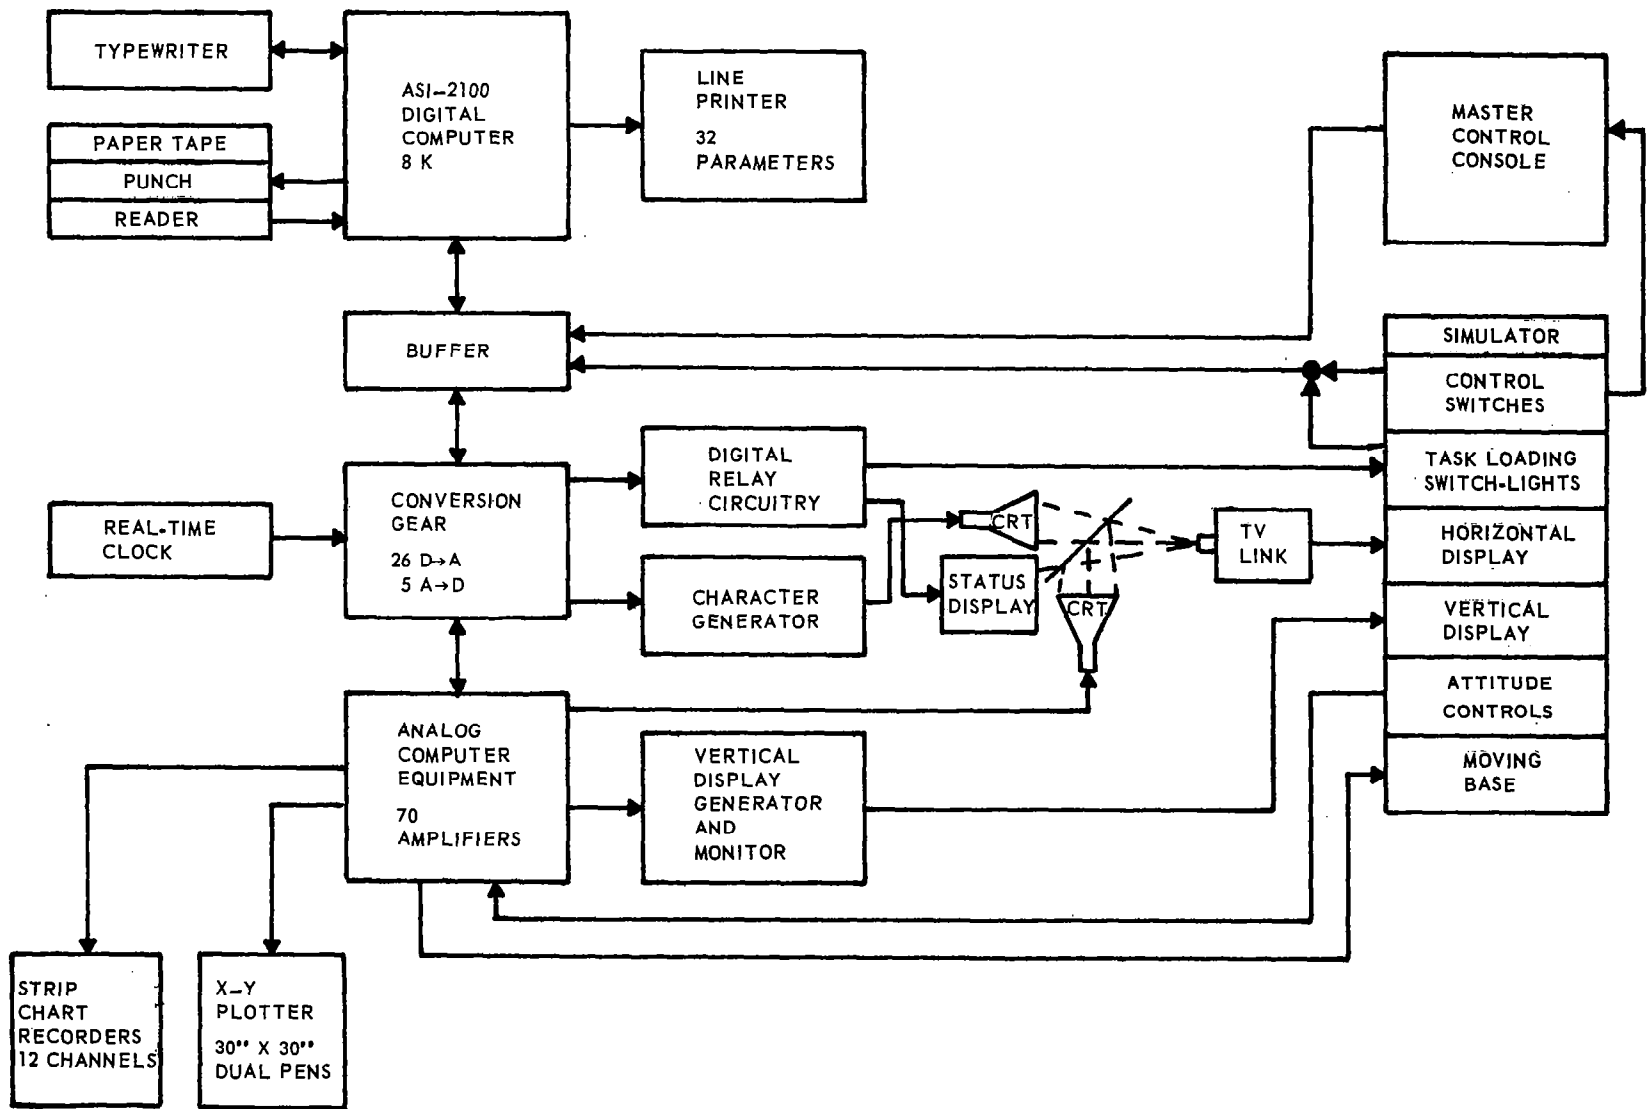 TYPEWRITER
PAPER TAPE
PUNCH
READER
ASI-2100
DIGITAL
COMPUTER
8 K
LINE
PRINTER
32
PARAMETERS
MASTER
CONTROL
CONSOLE
BUFFER
SIMULATOR
CONTROL
SWITCHES
TASK LOADING
SWITCH-LIGHTS
HORIZONTAL
DISPLAY
VERTICAL
DISPLAY
ATTITUDE
CONTROLS
MOVING
BASE
REAL-TIME
CLOCK
CONVERSION
GEAR
26 D→A
5 A→D
DIGITAL
RELAY
CIRCUITRY
CHARACTER
GENERATOR
CRT
STATUS
DISPLAY
CRT
TV
LINK
ANALOG
COMPUTER
EQUIPMENT
70
AMPLIFIERS
VERTICAL
DISPLAY
GENERATOR
AND
MONITOR
STRIP
CHART
RECORDERS
12 CHANNELS
X-Y
PLOTTER
30" X 30"
DUAL PENS